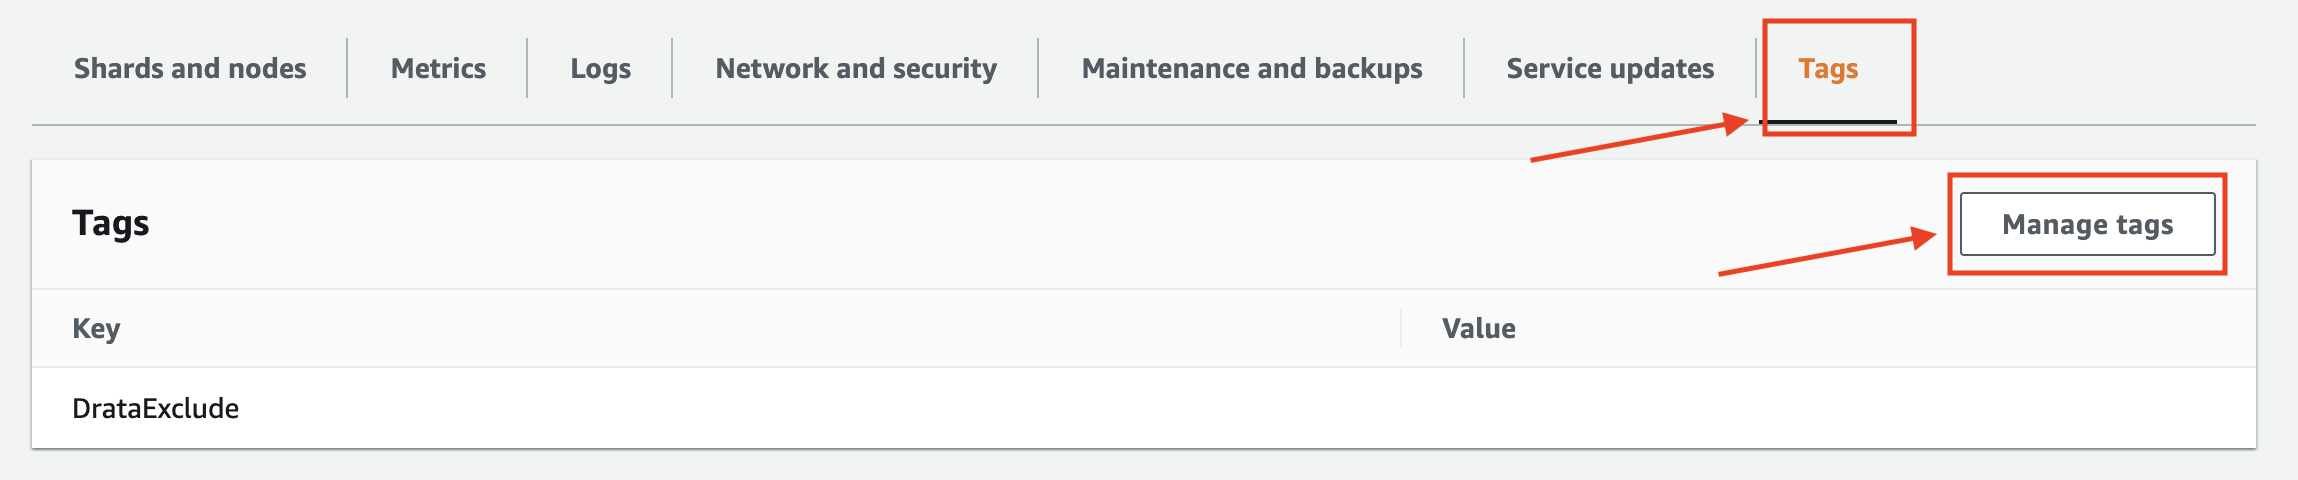 Shards and nodes Metrics Logs Network and security Maintenance and backups Service updates Tags
Tags Manage tags
Key Value
DrataExclude